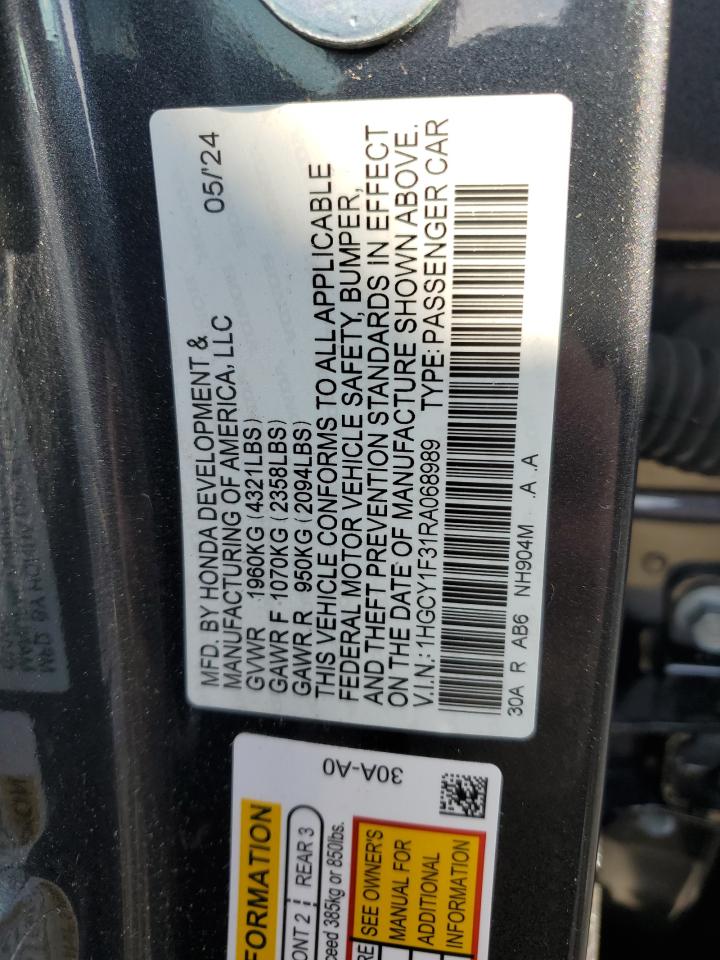 MFD. BY HONDA DEVELOPMENT &
MANUFACTURING OF AMERICA, LLC 05/'24
GVWR 1960KG (4321LBS)
GAWR F 1070KG (2358LBS)
GAWR R 950KG (2094LBS)
THIS VEHICLE CONFORMS TO ALL APPLICABLE
FEDERAL MOTOR VEHICLE SAFETY, BUMPER,
AND THEFT PREVENTION STANDARDS IN EFFECT
ON THE DATE OF MANUFACTURE SHOWN ABOVE.
V.I.N.: 1HGCY1F31RA068989 TYPE: PASSENGER CAR
30A R AB6 NH904M .A .A
30A-A0
FORMATION
ONT 2 REAR 3
ceed 385kg or 850lbs.
RE SEE OWNER'S
MANUAL FOR
ADDITIONAL
INFORMATION